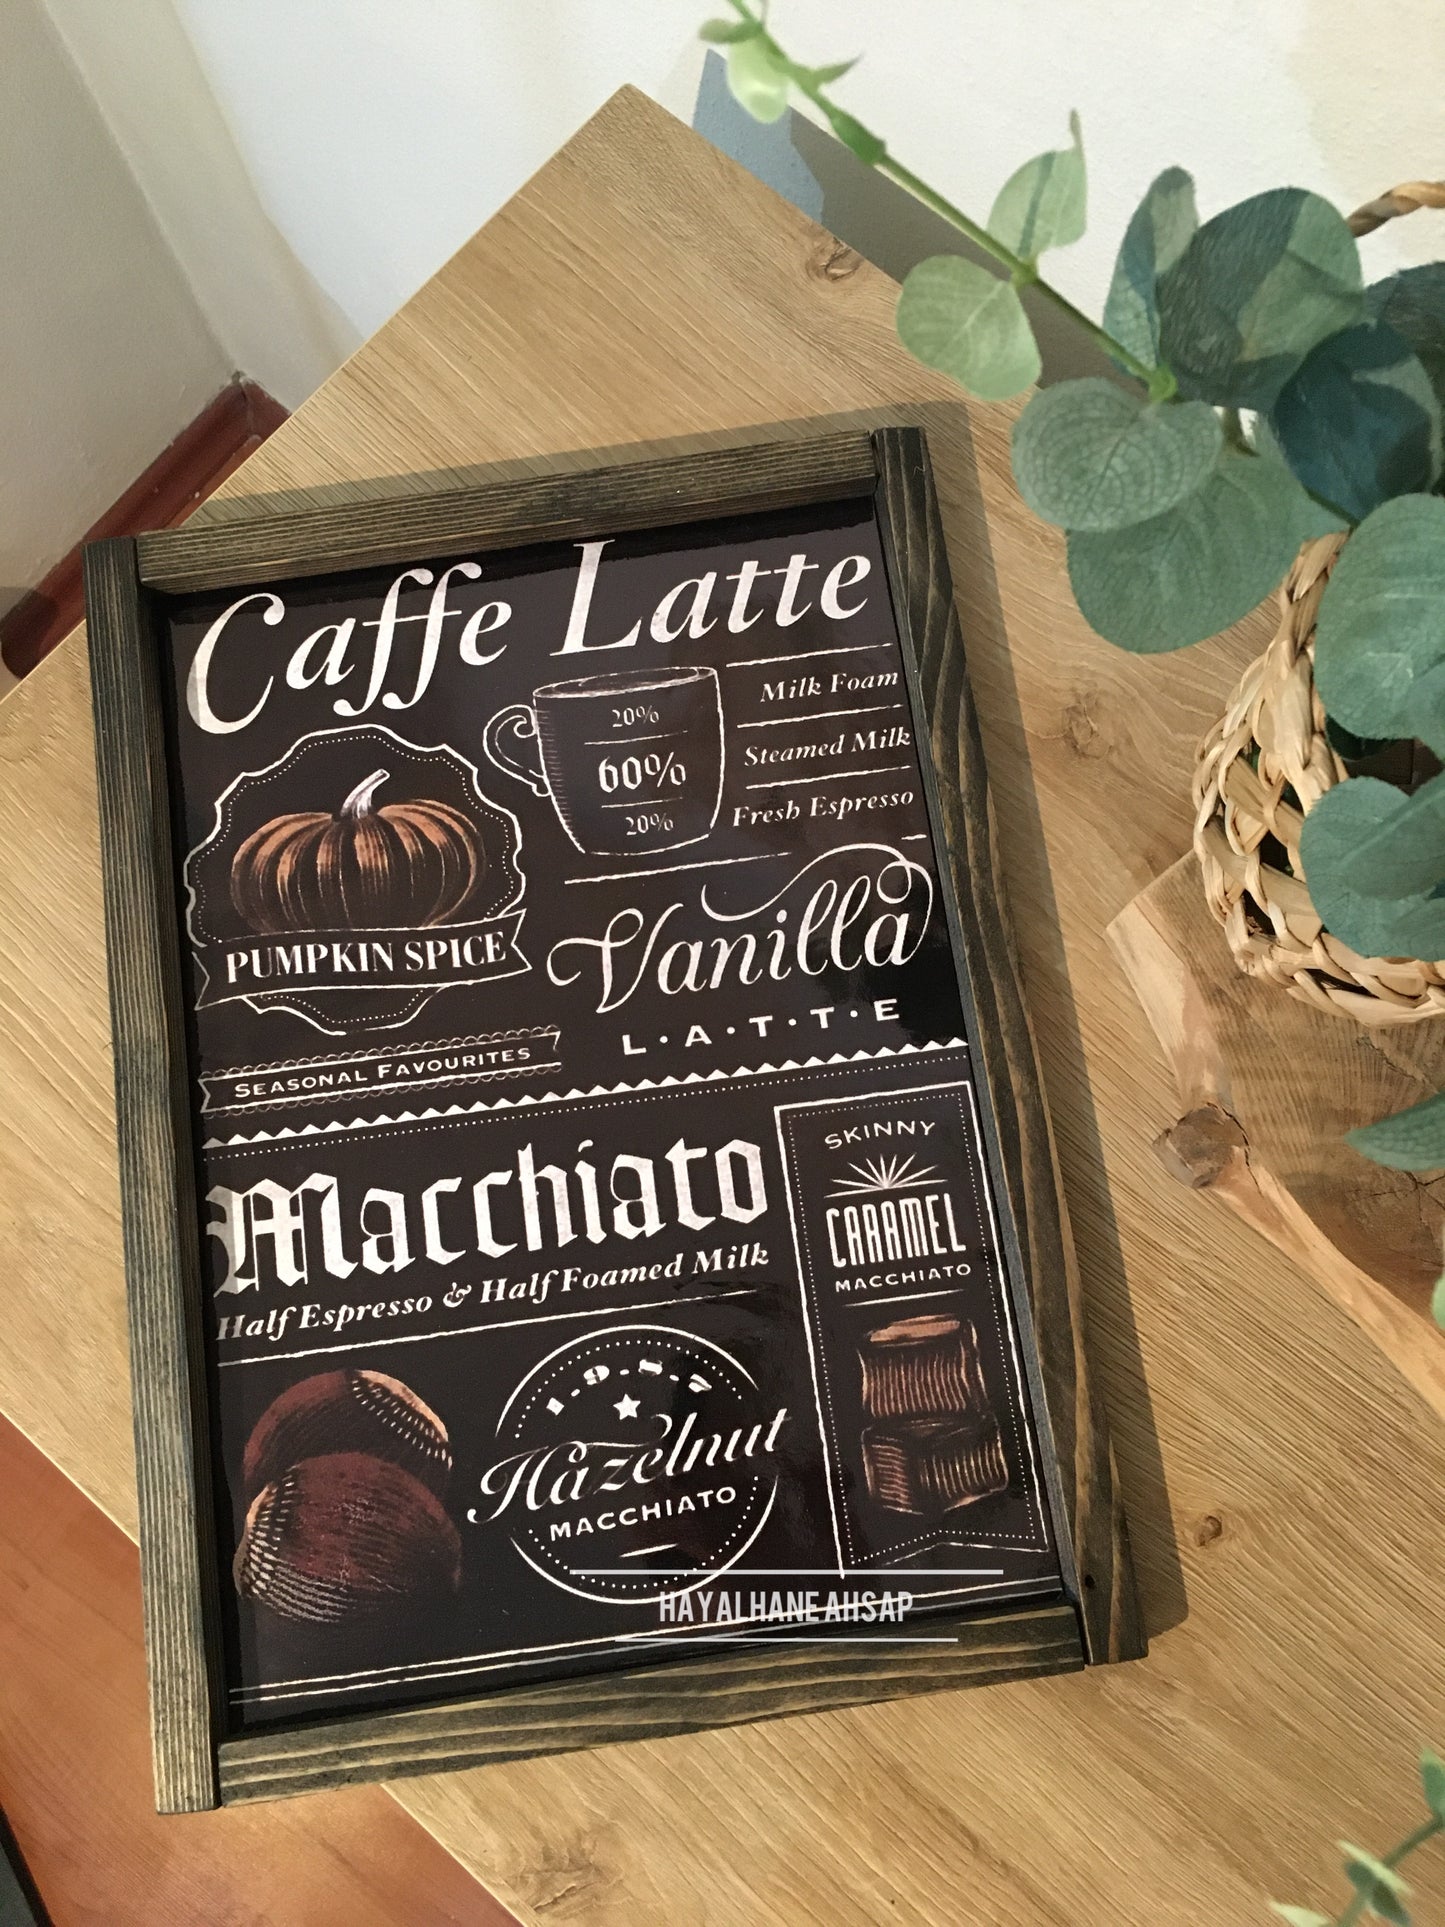 Caffe Latte
20%
60%
20%
Milk Foam
Steamed Milk
Fresh Espresso
PUMPKIN SPICE
Vanilla
L·A·T·T·E
SEASONAL FAVOURITES
Macchiato
Half Espresso & Half Foamed Milk
SKINNY
CARAMEL
MACCHIATO
1·9·8·7
Hazelnut
MACCHIATO
HAYALHANE AHSAP